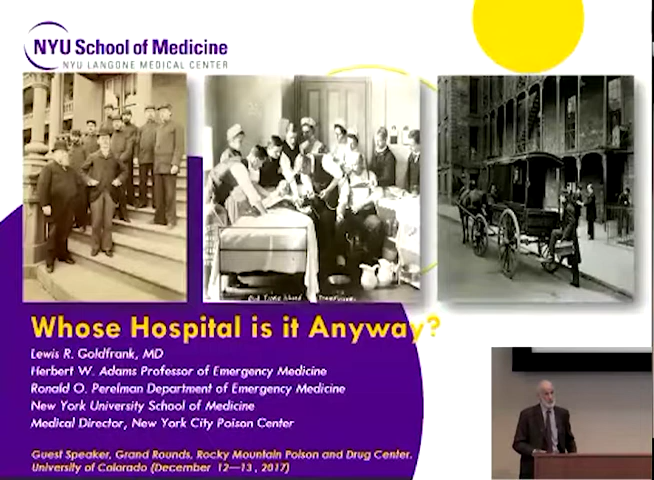 NYU School of Medicine
NYU LANGONE MEDICAL CENTER
Whose Hospital is it Anyway?
Lewis R. Goldfrank, MD
Herbert W. Adams Professor of Emergency Medicine
Ronald O. Perelman Department of Emergency Medicine
New York University School of Medicine
Medical Director, New York City Poison Center
Guest Speaker, Grand Rounds, Rocky Mountain Poison and Drug Center,
University of Colorado (December 12—13, 2017)